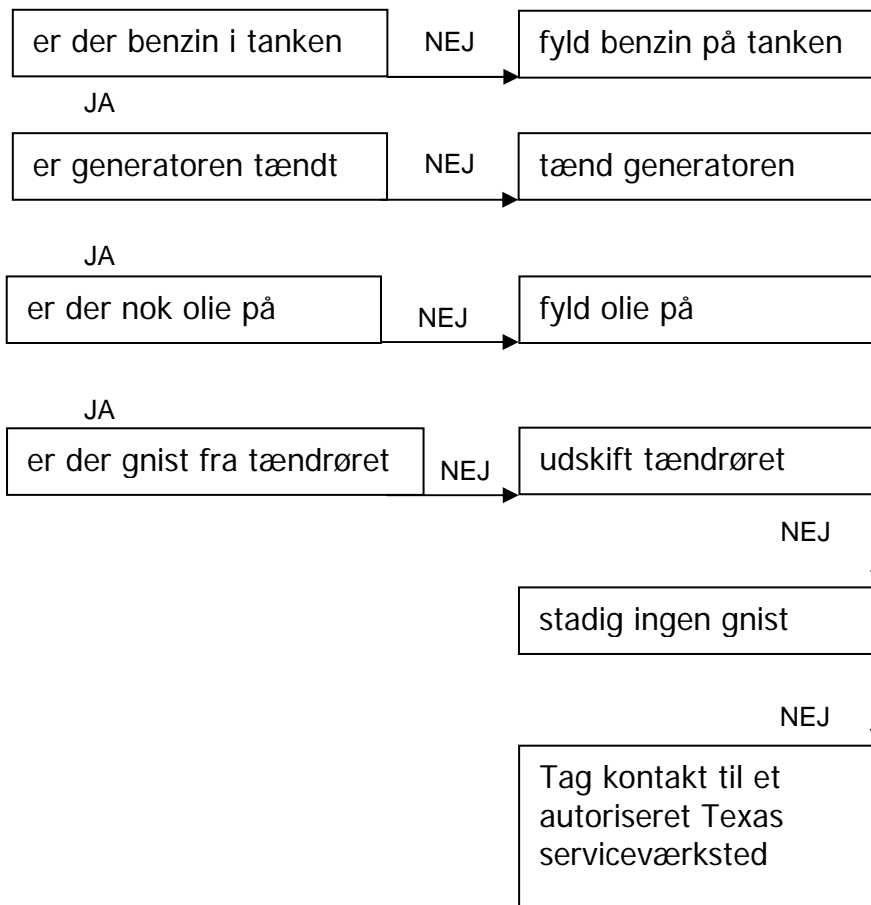 er der benzin i tanken NEJ fyld benzin på tanken
JA
er generatoren tændt NEJ tænd generatoren
JA
er der nok olie på NEJ fyld olie på
JA
er der gnist fra tændrøret NEJ udskift tændrøret
NEJ
stadig ingen gnist
NEJ
Tag kontakt til et
autoriseret Texas
serviceværksted